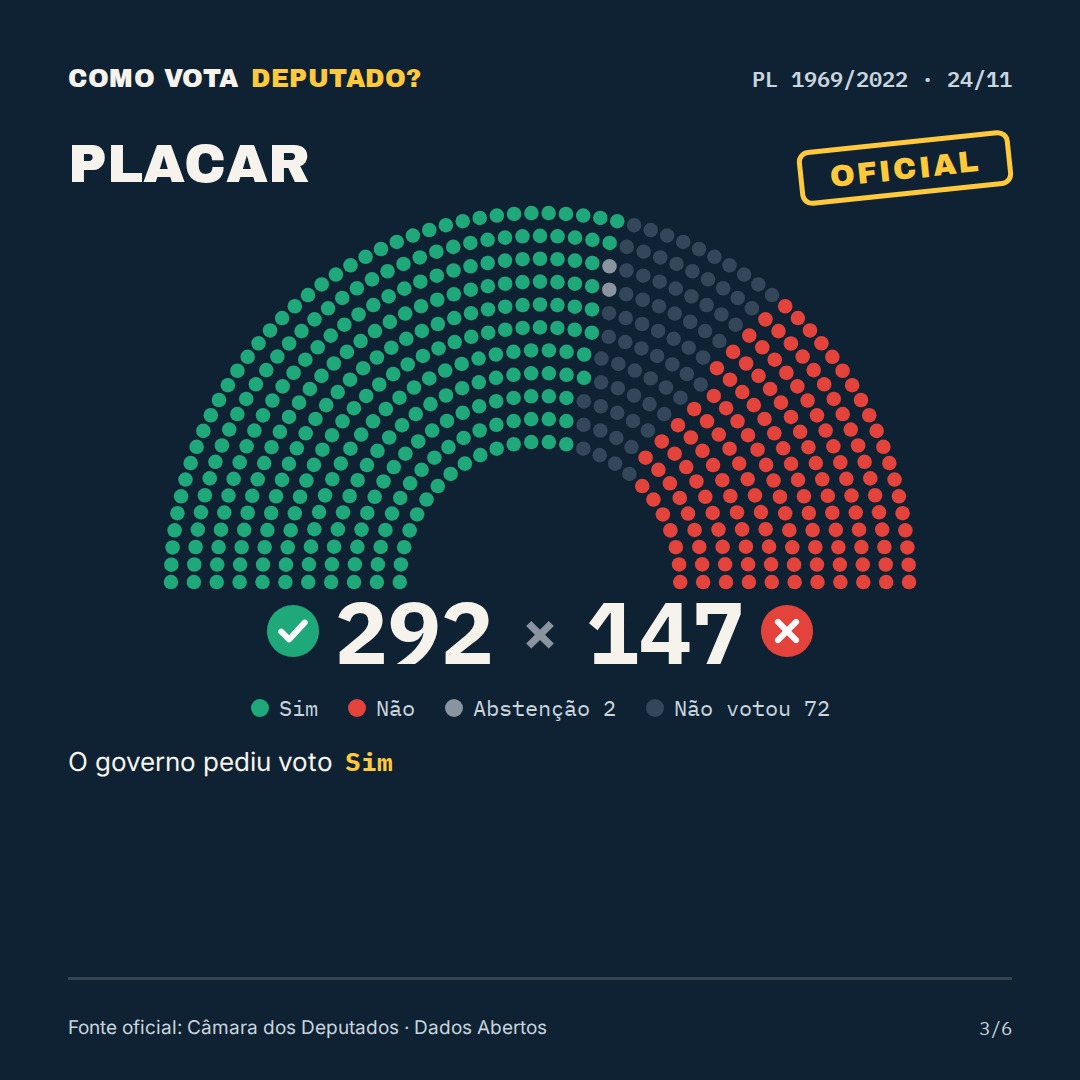 COMO VOTA DEPUTADO?
PL 1969/2022 · 24/11
PLACAR
OFICIAL
292 × 147
Sim Não Abstenção 2 Não votou 72
O governo pediu voto Sim
Fonte oficial: Câmara dos Deputados · Dados Abertos
3/6